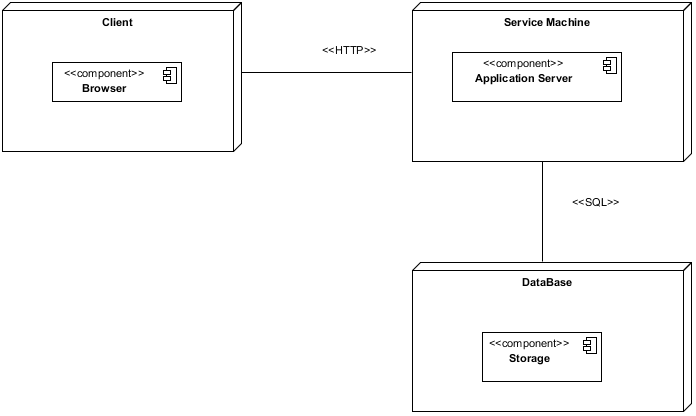 Client
<<component>>
Browser
<<HTTP>>
Service Machine
<<component>>
Application Server
<<SQL>>
DataBase
<<component>>
Storage